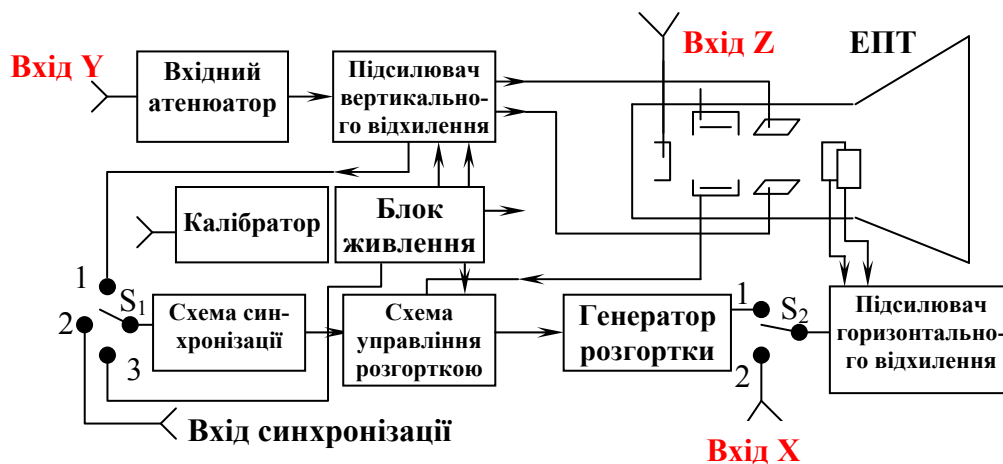 Вхід Y
Вхідний
атенюатор
Підсилювач
вертикально-
го відхилення
Вхід Z
ЕПТ
Калібратор
Блок
живлення
1
2
3
S1
Схема син-
хронізації
Схема
управління
розгорткою
Генератор
розгортки
1
2
S2
Підсилювач
горизонтально-
го відхилення
Вхід синхронізації
Вхід X